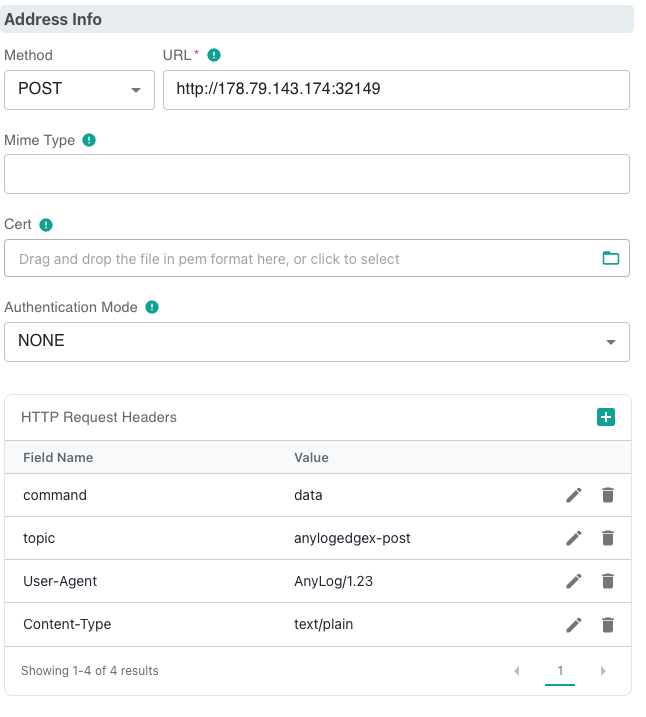 Address Info
Method URL*
POST http://178.79.143.174:32149
Mime Type
Cert
Drag and drop the file in pem format here, or click to select
Authentication Mode
NONE
HTTP Request Headers
Field Name Value
command data
topic anylogedgex-post
User-Agent AnyLog/1.23
Content-Type text/plain
Showing 1-4 of 4 results 1